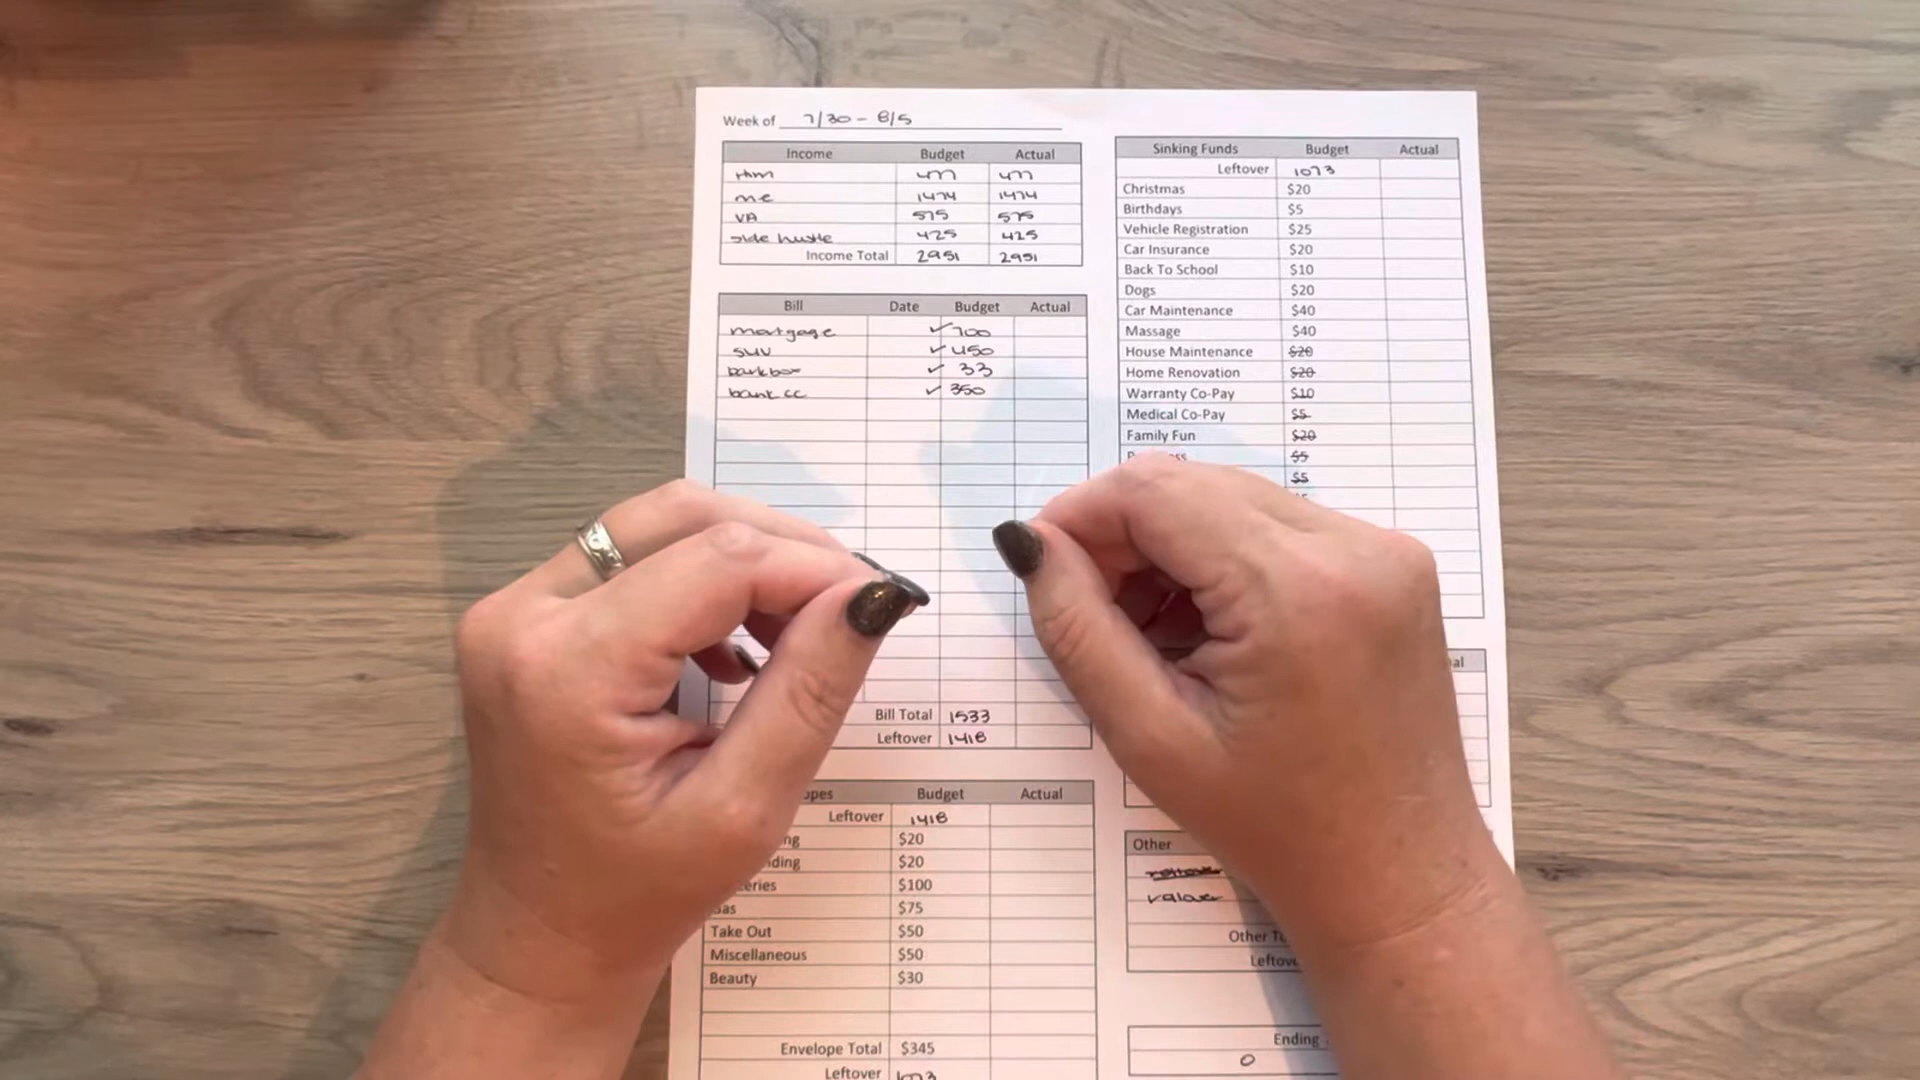 Week of 7/30 - 8/5
Income Budget Actual
Him 477 477
me 1474 1474
VA 575 575
side hustle 425 425
Income Total 2951 2951
Bill Date Budget Actual
mortgage ✓ 700
SUV ✓ 450
barkbox ✓ 33
bank cc ✓ 350
Bill Total 1533
Leftover 1418
Budget Actual
Leftover 1418
$20
$20
$100
$75
Take Out $50
Miscellaneous $50
Beauty $30
Envelope Total $345
Leftover 1073
Sinking Funds Budget Actual
Leftover 1073
Christmas $20
Birthdays $5
Vehicle Registration $25
Car Insurance $20
Back To School $10
Dogs $20
Car Maintenance $40
Massage $40
House Maintenance $20
Home Renovation $20
Warranty Co-Pay $10
Medical Co-Pay $5
Family Fun $20
$5
$5
Other
Other
Ending
0